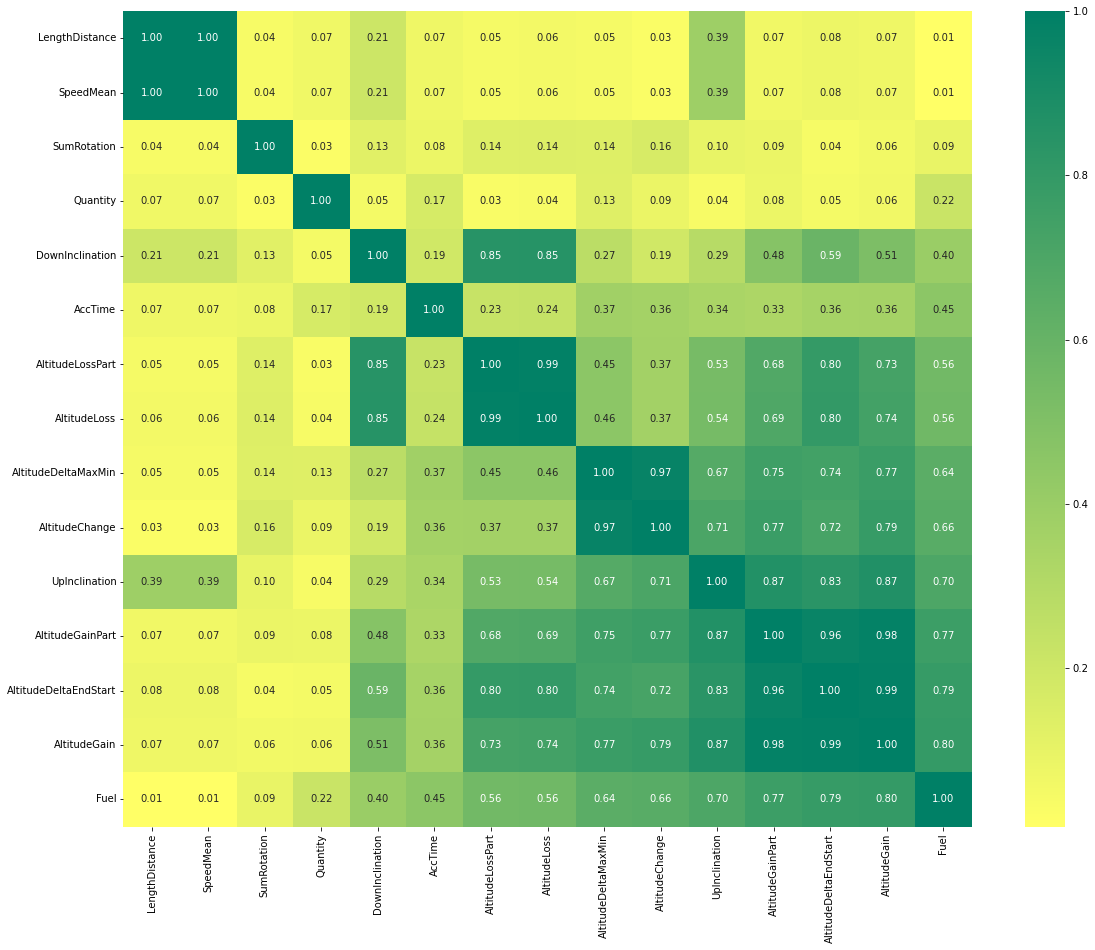 LengthDistance 1.00 1.00 0.04 0.07 0.21 0.07 0.05 0.06 0.05 0.03 0.39 0.07 0.08 0.07 0.01
SpeedMean 1.00 1.00 0.04 0.07 0.21 0.07 0.05 0.06 0.05 0.03 0.39 0.07 0.08 0.07 0.01
SumRotation 0.04 0.04 1.00 0.03 0.13 0.08 0.14 0.14 0.14 0.16 0.10 0.09 0.04 0.06 0.09
Quantity 0.07 0.07 0.03 1.00 0.05 0.17 0.03 0.04 0.13 0.09 0.04 0.08 0.05 0.06 0.22
DownInclination 0.21 0.21 0.13 0.05 1.00 0.19 0.85 0.85 0.27 0.19 0.29 0.48 0.59 0.51 0.40
AccTime 0.07 0.07 0.08 0.17 0.19 1.00 0.23 0.24 0.37 0.36 0.34 0.33 0.36 0.36 0.45
AltitudeLossPart 0.05 0.05 0.14 0.03 0.85 0.23 1.00 0.99 0.45 0.37 0.53 0.68 0.80 0.73 0.56
AltitudeLoss 0.06 0.06 0.14 0.04 0.85 0.24 0.99 1.00 0.46 0.37 0.54 0.69 0.80 0.74 0.56
AltitudeDeltaMaxMin 0.05 0.05 0.14 0.13 0.27 0.37 0.45 0.46 1.00 0.97 0.67 0.75 0.74 0.77 0.64
AltitudeChange 0.03 0.03 0.16 0.09 0.19 0.36 0.37 0.37 0.97 1.00 0.71 0.77 0.72 0.79 0.66
UpInclination 0.39 0.39 0.10 0.04 0.29 0.34 0.53 0.54 0.67 0.71 1.00 0.87 0.83 0.87 0.70
AltitudeGainPart 0.07 0.07 0.09 0.08 0.48 0.33 0.68 0.69 0.75 0.77 0.87 1.00 0.96 0.98 0.77
AltitudeDeltaEndStart 0.08 0.08 0.04 0.05 0.59 0.36 0.80 0.80 0.74 0.72 0.83 0.96 1.00 0.99 0.79
AltitudeGain 0.07 0.07 0.06 0.06 0.51 0.36 0.73 0.74 0.77 0.79 0.87 0.98 0.99 1.00 0.80
Fuel 0.01 0.01 0.09 0.22 0.40 0.45 0.56 0.56 0.64 0.66 0.70 0.77 0.79 0.80 1.00
LengthDistance
SpeedMean
SumRotation
Quantity
DownInclination
AccTime
AltitudeLossPart
AltitudeLoss
AltitudeDeltaMaxMin
AltitudeChange
UpInclination
AltitudeGainPart
AltitudeDeltaEndStart
AltitudeGain
Fuel
1.0
0.8
0.6
0.4
0.2